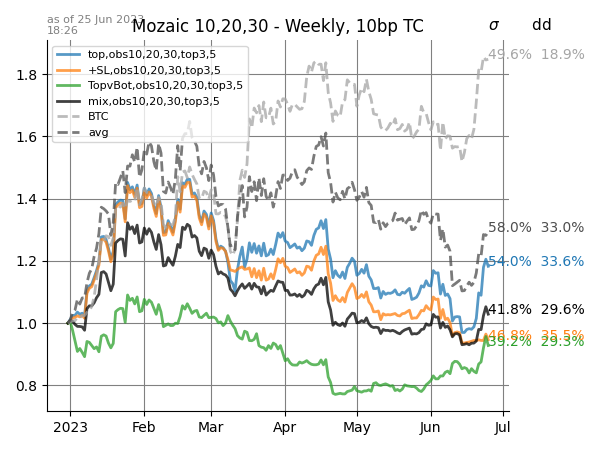 as of 25 Jun 2023
18:26
Mozaic 10,20,30 - Weekly, 10bp TC
σ dd
top,obs10,20,30,top3,5
+SL,obs10,20,30,top3,5
TopvBot,obs10,20,30,top3,5
mix,obs10,20,30,top3,5
BTC
avg
49.6% 18.9%
58.0% 33.0%
54.0% 33.6%
41.8% 29.6%
46.8% 35.5%
39.2% 29.3%
1.8
1.6
1.4
1.2
1.0
0.8
2023 Feb Mar Apr May Jun Jul